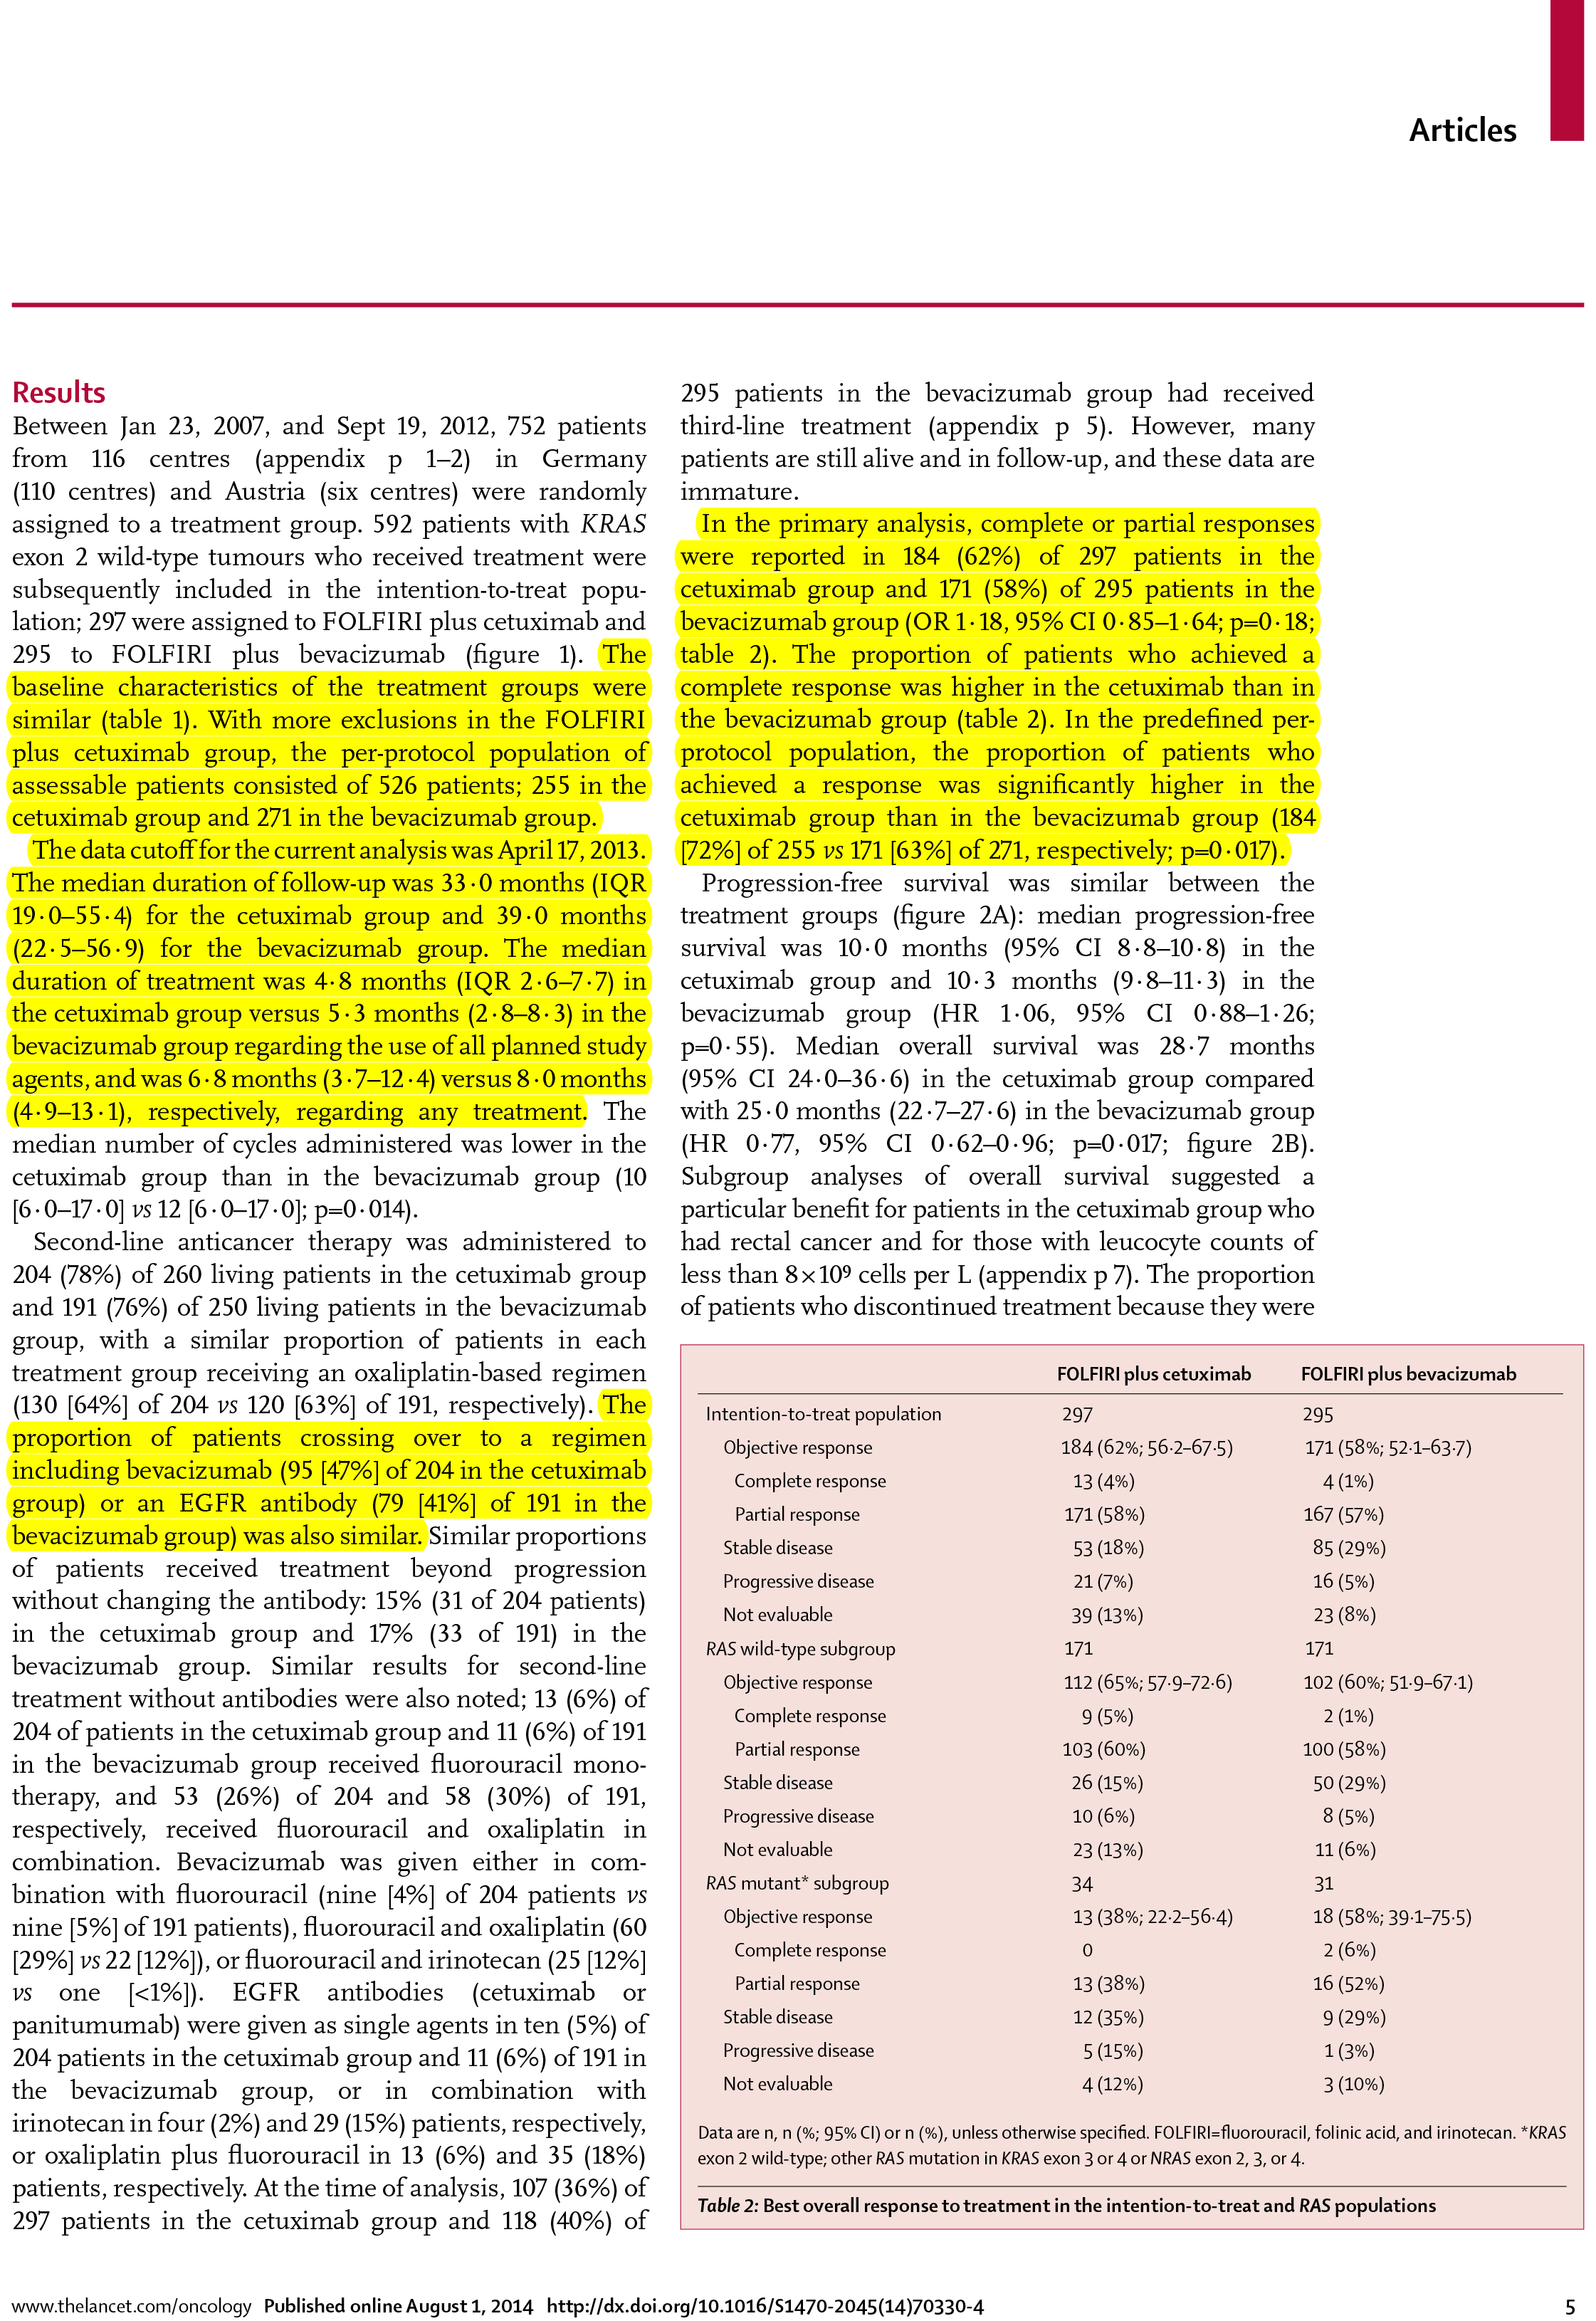 Articles
Results
Between Jan 23, 2007, and Sept 19, 2012, 752 patients
from 116 centres (appendix p 1–2) in Germany
(110 centres) and Austria (six centres) were randomly
assigned to a treatment group. 592 patients with KRAS
exon 2 wild-type tumours who received treatment were
subsequently included in the intention-to-treat popu-
lation; 297 were assigned to FOLFIRI plus cetuximab and
295 to FOLFIRI plus bevacizumab (figure 1). The
baseline characteristics of the treatment groups were
similar (table 1). With more exclusions in the FOLFIRI
plus cetuximab group, the per-protocol population of
assessable patients consisted of 526 patients; 255 in the
cetuximab group and 271 in the bevacizumab group.
The data cutoff for the current analysis was April 17, 2013.
The median duration of follow-up was 33·0 months (IQR
19·0–55·4) for the cetuximab group and 39·0 months
(22·5–56·9) for the bevacizumab group. The median
duration of treatment was 4·8 months (IQR 2·6–7·7) in
the cetuximab group versus 5·3 months (2·8–8·3) in the
bevacizumab group regarding the use of all planned study
agents, and was 6·8 months (3·7–12·4) versus 8·0 months
(4·9–13·1), respectively, regarding any treatment. The
median number of cycles administered was lower in the
cetuximab group than in the bevacizumab group (10
[6·0–17·0] vs 12 [6·0–17·0]; p=0·014).
Second-line anticancer therapy was administered to
204 (78%) of 260 living patients in the cetuximab group
and 191 (76%) of 250 living patients in the bevacizumab
group, with a similar proportion of patients in each
treatment group receiving an oxaliplatin-based regimen
(130 [64%] of 204 vs 120 [63%] of 191, respectively). The
proportion of patients crossing over to a regimen
including bevacizumab (95 [47%] of 204 in the cetuximab
group) or an EGFR antibody (79 [41%] of 191 in the
bevacizumab group) was also similar. Similar proportions
of patients received treatment beyond progression
without changing the antibody: 15% (31 of 204 patients)
in the cetuximab group and 17% (33 of 191) in the
bevacizumab group. Similar results for second-line
treatment without antibodies were also noted; 13 (6%) of
204 of patients in the cetuximab group and 11 (6%) of 191
in the bevacizumab group received fluorouracil mono-
therapy, and 53 (26%) of 204 and 58 (30%) of 191,
respectively, received fluorouracil and oxaliplatin in
combination. Bevacizumab was given either in com-
bination with fluorouracil (nine [4%] of 204 patients vs
nine [5%] of 191 patients), fluorouracil and oxaliplatin (60
[29%] vs 22 [12%]), or fluorouracil and irinotecan (25 [12%]
vs one [<1%]). EGFR antibodies (cetuximab or
panitumumab) were given as single agents in ten (5%) of
204 patients in the cetuximab group and 11 (6%) of 191 in
the bevacizumab group, or in combination with
irinotecan in four (2%) and 29 (15%) patients, respectively,
or oxaliplatin plus fluorouracil in 13 (6%) and 35 (18%)
patients, respectively. At the time of analysis, 107 (36%) of
297 patients in the cetuximab group and 118 (40%) of
295 patients in the bevacizumab group had received
third-line treatment (appendix p 5). However, many
patients are still alive and in follow-up, and these data are
immature.
In the primary analysis, complete or partial responses
were reported in 184 (62%) of 297 patients in the
cetuximab group and 171 (58%) of 295 patients in the
bevacizumab group (OR 1·18, 95% CI 0·85–1·64; p=0·18;
table 2). The proportion of patients who achieved a
complete response was higher in the cetuximab than in
the bevacizumab group (table 2). In the predefined per-
protocol population, the proportion of patients who
achieved a response was significantly higher in the
cetuximab group than in the bevacizumab group (184
[72%] of 255 vs 171 [63%] of 271, respectively; p=0·017).
Progression-free survival was similar between the
treatment groups (figure 2A): median progression-free
survival was 10·0 months (95% CI 8·8–10·8) in the
cetuximab group and 10·3 months (9·8–11·3) in the
bevacizumab group (HR 1·06, 95% CI 0·88–1·26;
p=0·55). Median overall survival was 28·7 months
(95% CI 24·0–36·6) in the cetuximab group compared
with 25·0 months (22·7–27·6) in the bevacizumab group
(HR 0·77, 95% CI 0·62–0·96; p=0·017; figure 2B).
Subgroup analyses of overall survival suggested a
particular benefit for patients in the cetuximab group who
had rectal cancer and for those with leucocyte counts of
less than 8×10⁹ cells per L (appendix p 7). The proportion
of patients who discontinued treatment because they were
FOLFIRI plus cetuximab FOLFIRI plus bevacizumab
Intention-to-treat population 297 295
Objective response 184 (62%; 56·2–67·5) 171 (58%; 52·1–63·7)
Complete response 13 (4%) 4 (1%)
Partial response 171 (58%) 167 (57%)
Stable disease 53 (18%) 85 (29%)
Progressive disease 21 (7%) 16 (5%)
Not evaluable 39 (13%) 23 (8%)
RAS wild-type subgroup 171 171
Objective response 112 (65%; 57·9–72·6) 102 (60%; 51·9–67·1)
Complete response 9 (5%) 2 (1%)
Partial response 103 (60%) 100 (58%)
Stable disease 26 (15%) 50 (29%)
Progressive disease 10 (6%) 8 (5%)
Not evaluable 23 (13%) 11 (6%)
RAS mutant* subgroup 34 31
Objective response 13 (38%; 22·2–56·4) 18 (58%; 39·1–75·5)
Complete response 0 2 (6%)
Partial response 13 (38%) 16 (52%)
Stable disease 12 (35%) 9 (29%)
Progressive disease 5 (15%) 1 (3%)
Not evaluable 4 (12%) 3 (10%)
Data are n, n (%; 95% CI) or n (%), unless otherwise specified. FOLFIRI=fluorouracil, folinic acid, and irinotecan. *KRAS
exon 2 wild-type; other RAS mutation in KRAS exon 3 or 4 or NRAS exon 2, 3, or 4.
Table 2: Best overall response to treatment in the intention-to-treat and RAS populations
www.thelancet.com/oncology Published online August 1, 2014 http://dx.doi.org/10.1016/S1470-2045(14)70330-4 5